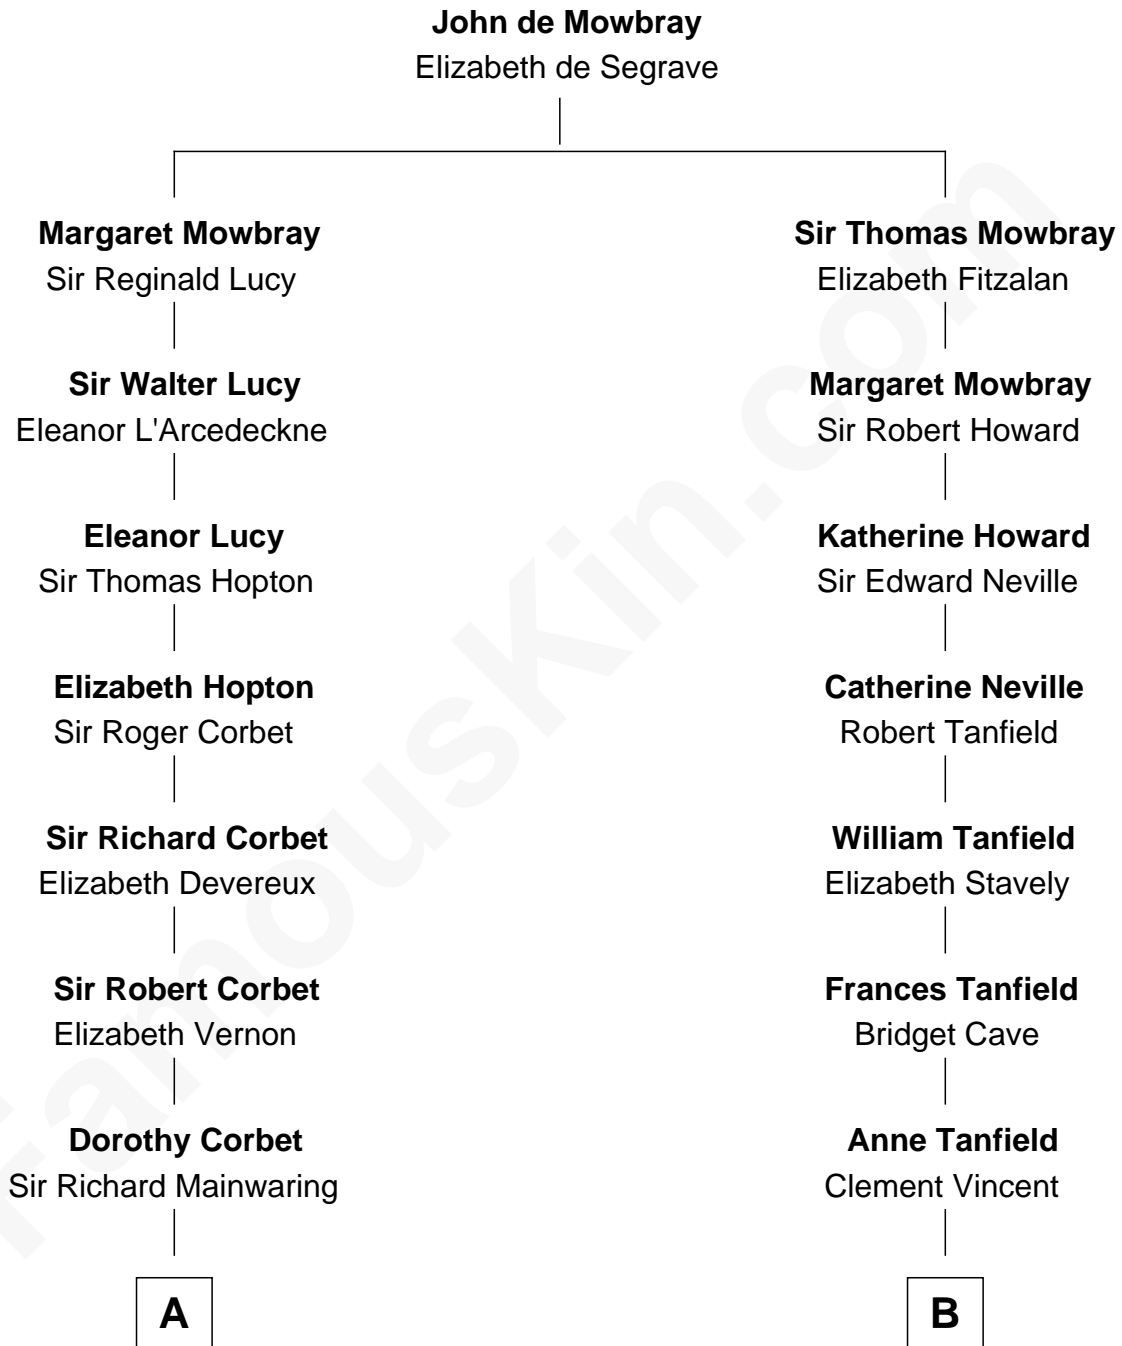 John de Mowbray
Elizabeth de Segrave
Margaret Mowbray
Sir Reginald Lucy
Sir Walter Lucy
Eleanor L'Arcedeckne
Eleanor Lucy
Sir Thomas Hopton
Elizabeth Hopton
Sir Roger Corbet
Sir Richard Corbet
Elizabeth Devereux
Sir Robert Corbet
Elizabeth Vernon
Dorothy Corbet
Sir Richard Mainwaring
A
Sir Thomas Mowbray
Elizabeth Fitzalan
Margaret Mowbray
Sir Robert Howard
Katherine Howard
Sir Edward Neville
Catherine Neville
Robert Tanfield
William Tanfield
Elizabeth Stavely
Frances Tanfield
Bridget Cave
Anne Tanfield
Clement Vincent
B
FamousKin.com